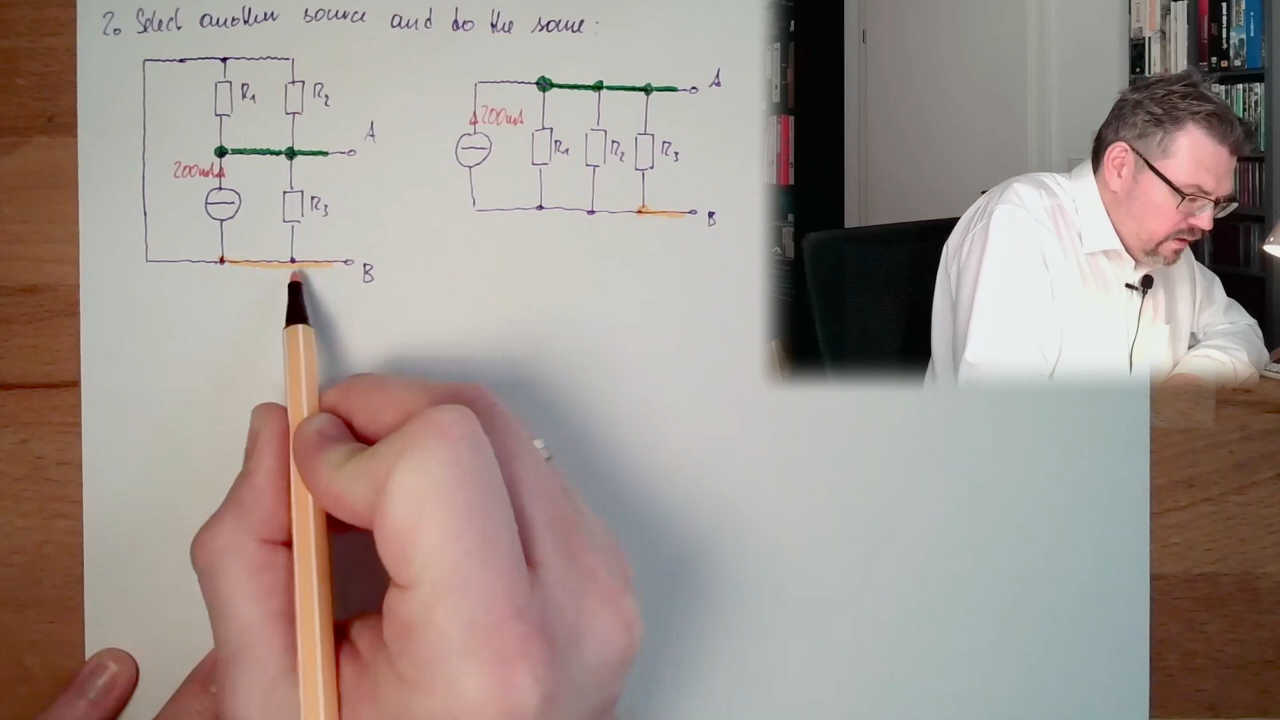 2. Select another source and do the same:
R1
R2
A
200mA
R3
B
200mA
A
R1
R2
R3
B